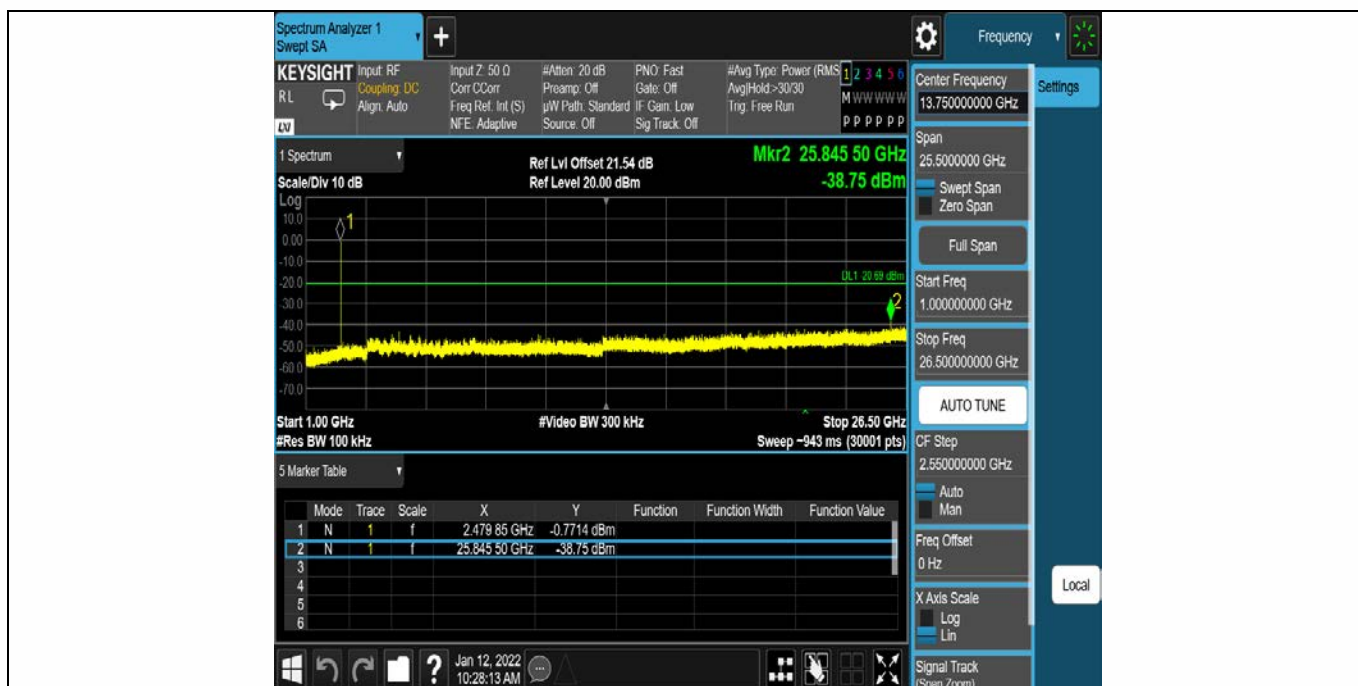 Spectrum Analyzer 1
Swept SA
+
Frequency
KEYSIGHT
RL
LXI
Input: RF
Coupling: DC
Align: Auto
Input Z: 50 Ω
Corr CCorr
Freq Ref: Int (S)
NFE: Adaptive
#Atten: 20 dB
Preamp: Off
µW Path: Standard
Source: Off
PNO: Fast
Gate: Off
IF Gain: Low
Sig Track: Off
#Avg Type: Power (RMS
Avg|Hold:>30/30
Trig: Free Run
1 2 3 4 5 6
M W W W W W
P P P P P P
1 Spectrum
Scale/Div 10 dB
Ref Lvl Offset 21.54 dB
Ref Level 20.00 dBm
Mkr2 25.845 50 GHz
-38.75 dBm
Log
10.0
0.00
-10.0
-20.0
-30.0
-40.0
-50.0
-60.0
-70.0
1
DL1 -20.69 dBm
2
Start 1.00 GHz
#Res BW 100 kHz
#Video BW 300 kHz
Stop 26.50 GHz
Sweep ~943 ms (30001 pts)
5 Marker Table
Mode Trace Scale X Y Function Function Width Function Value
1 N 1 f 2.479 85 GHz -0.7714 dBm
2 N 1 f 25.845 50 GHz -38.75 dBm
3
4
5
6
Center Frequency
13.75000000 GHz
Settings
Span
25.5000000 GHz
Swept Span
Zero Span
Full Span
Start Freq
1.000000000 GHz
Stop Freq
26.500000000 GHz
AUTO TUNE
CF Step
2.550000000 GHz
Auto
Man
Freq Offset
0 Hz
X Axis Scale
Log
Lin
Signal Track
(Span Zoom)
Local
?
Jan 12, 2022
10:28:13 AM